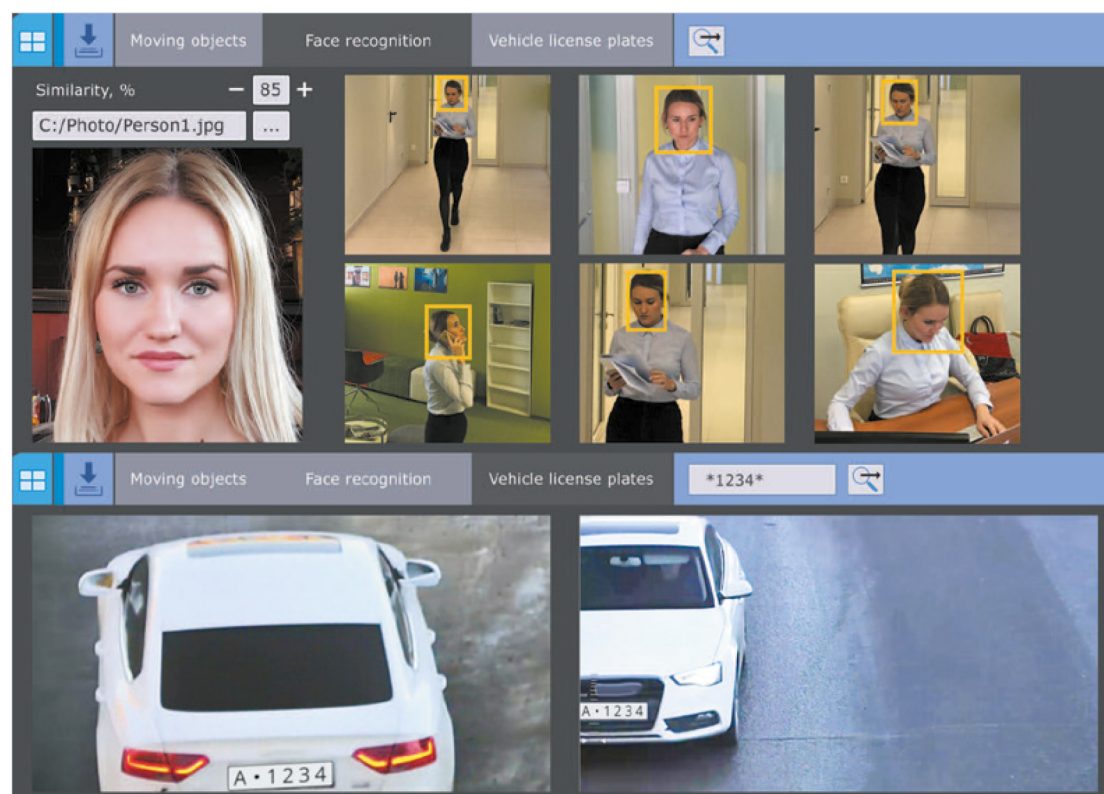 Moving objects
Face recognition
Vehicle license plates
Similarity, %
− 85 +
C:/Photo/Person1.jpg ...
Moving objects
Face recognition
Vehicle license plates
*1234*
A•1234
A•1234